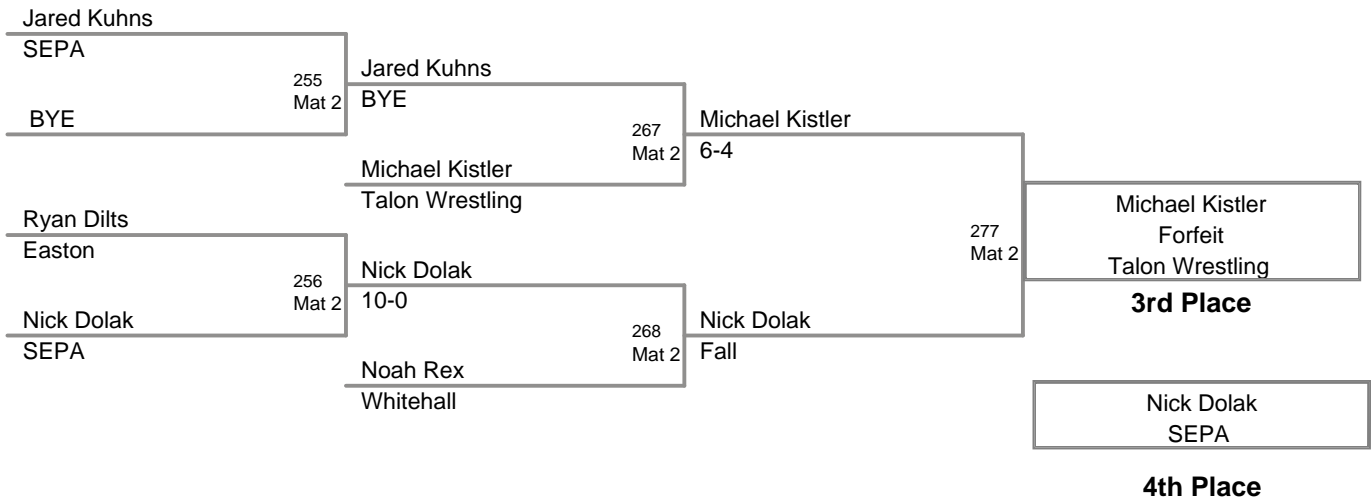 Jared Kuhns
SEPA
255
Mat 2
BYE
Jared Kuhns
BYE
267
Mat 2
Michael Kistler
Talon Wrestling
Michael Kistler
6-4
Ryan Dilts
Easton
256
Mat 2
Nick Dolak
SEPA
Nick Dolak
10-0
268
Mat 2
Noah Rex
Whitehall
Nick Dolak
Fall
277
Mat 2
Michael Kistler
Forfeit
Talon Wrestling
3rd Place
Nick Dolak
SEPA
4th Place